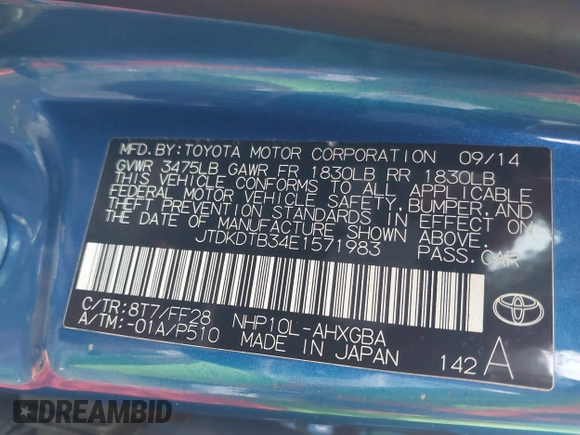 MFD. BY: TOYOTA MOTOR CORPORATION 09/14
GVWR 3475LB GAWR FR 1830LB RR 1830LB
THIS VEHICLE CONFORMS TO ALL APPLICABLE
FEDERAL MOTOR VEHICLE SAFETY, BUMPER, AND
THEFT PREVENTION STANDARDS IN EFFECT ON
THE DATE OF MANUFACTURE SHOWN ABOVE.
JTDKDTB34E1571983 PASS. CAR
C/TR: 8T7/FF28 NHP10L-AHXGBA
A/TM: -01A/P510 MADE IN JAPAN 142 A
DREAMBID